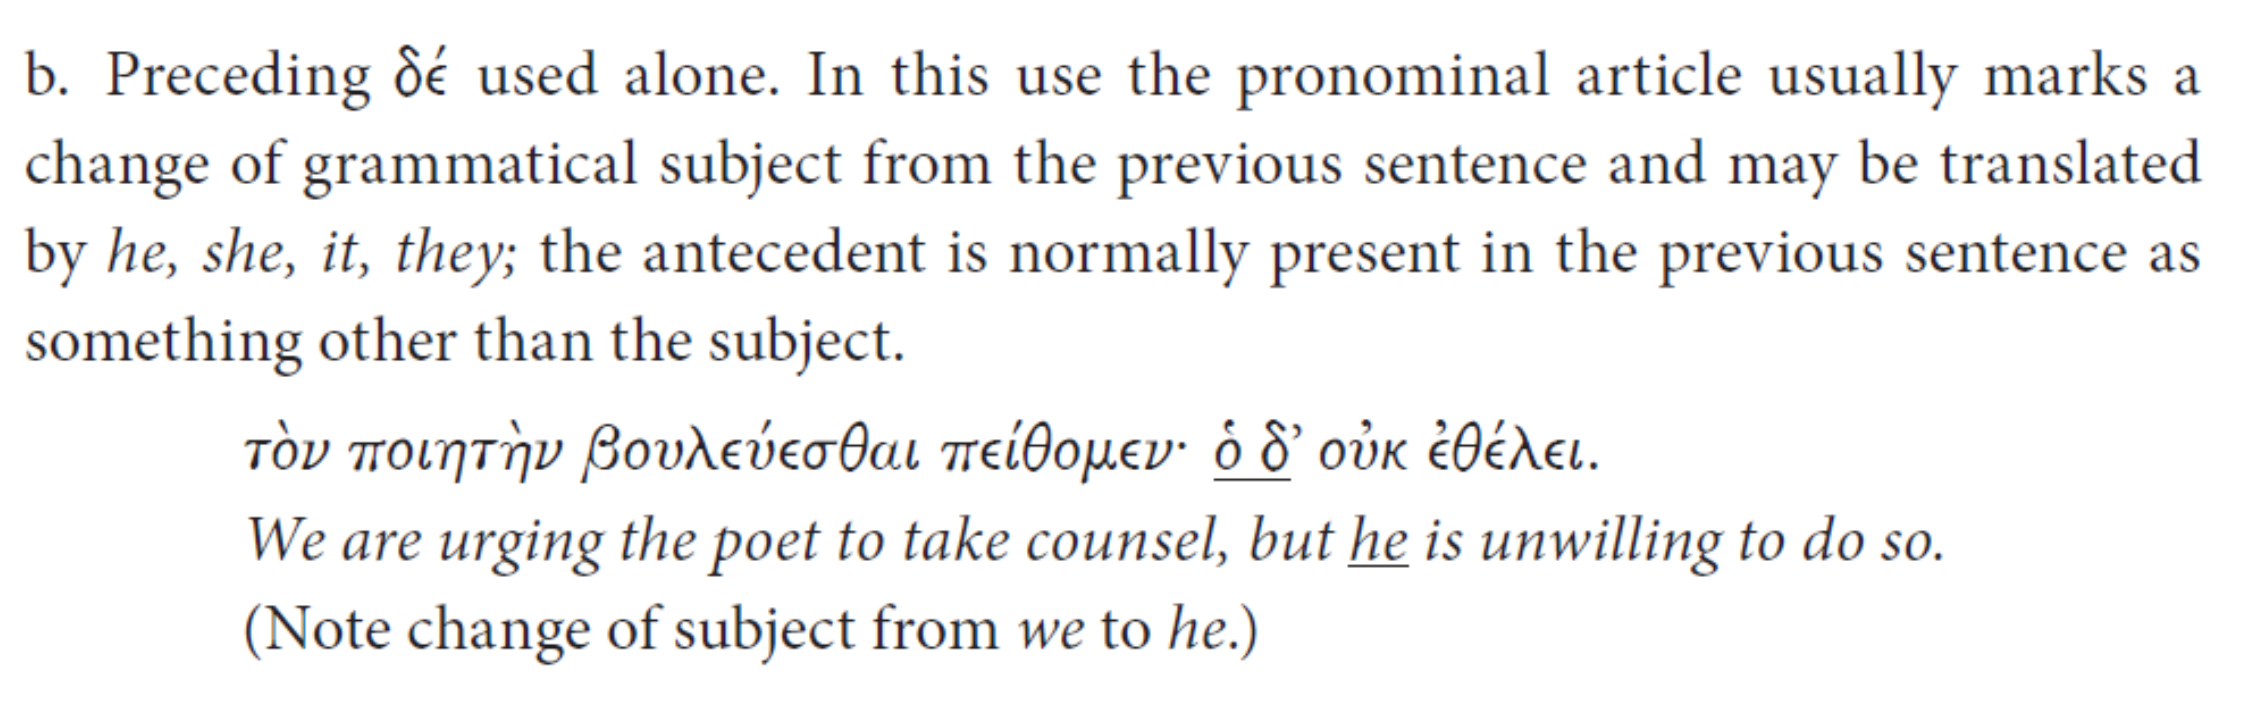 b. Preceding δέ used alone. In this use the pronominal article usually marks a
change of grammatical subject from the previous sentence and may be translated
by he, she, it, they; the antecedent is normally present in the previous sentence as
something other than the subject.
τὸν ποιητὴν βουλεύεσθαι πείθομεν· ὁ δ’ οὐκ ἐθέλει.
We are urging the poet to take counsel, but he is unwilling to do so.
(Note change of subject from we to he.)